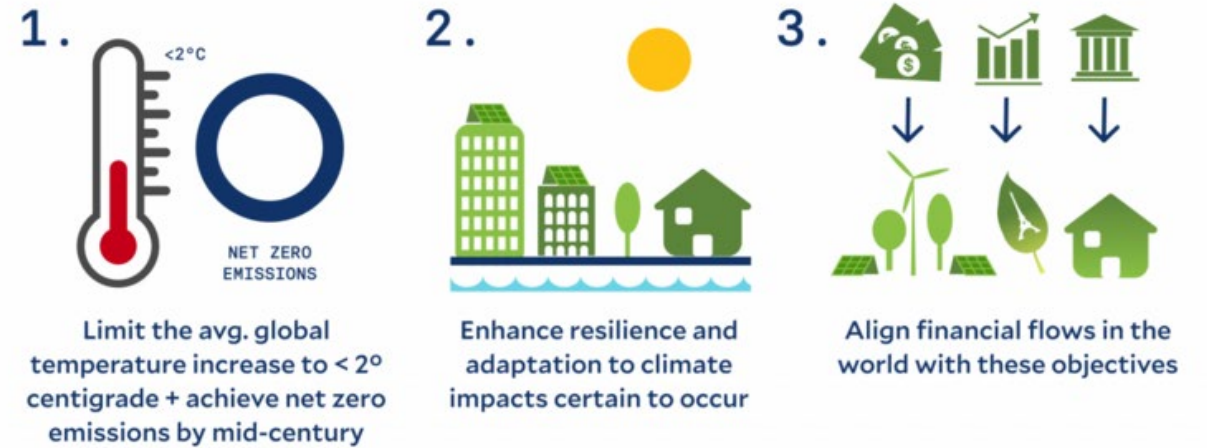 1.
<2°C
NET ZERO
EMISSIONS
Limit the avg. global
temperature increase to < 2º
centigrade + achieve net zero
emissions by mid-century
2.
Enhance resilience and
adaptation to climate
impacts certain to occur
3.
$
Align financial flows in the
world with these objectives